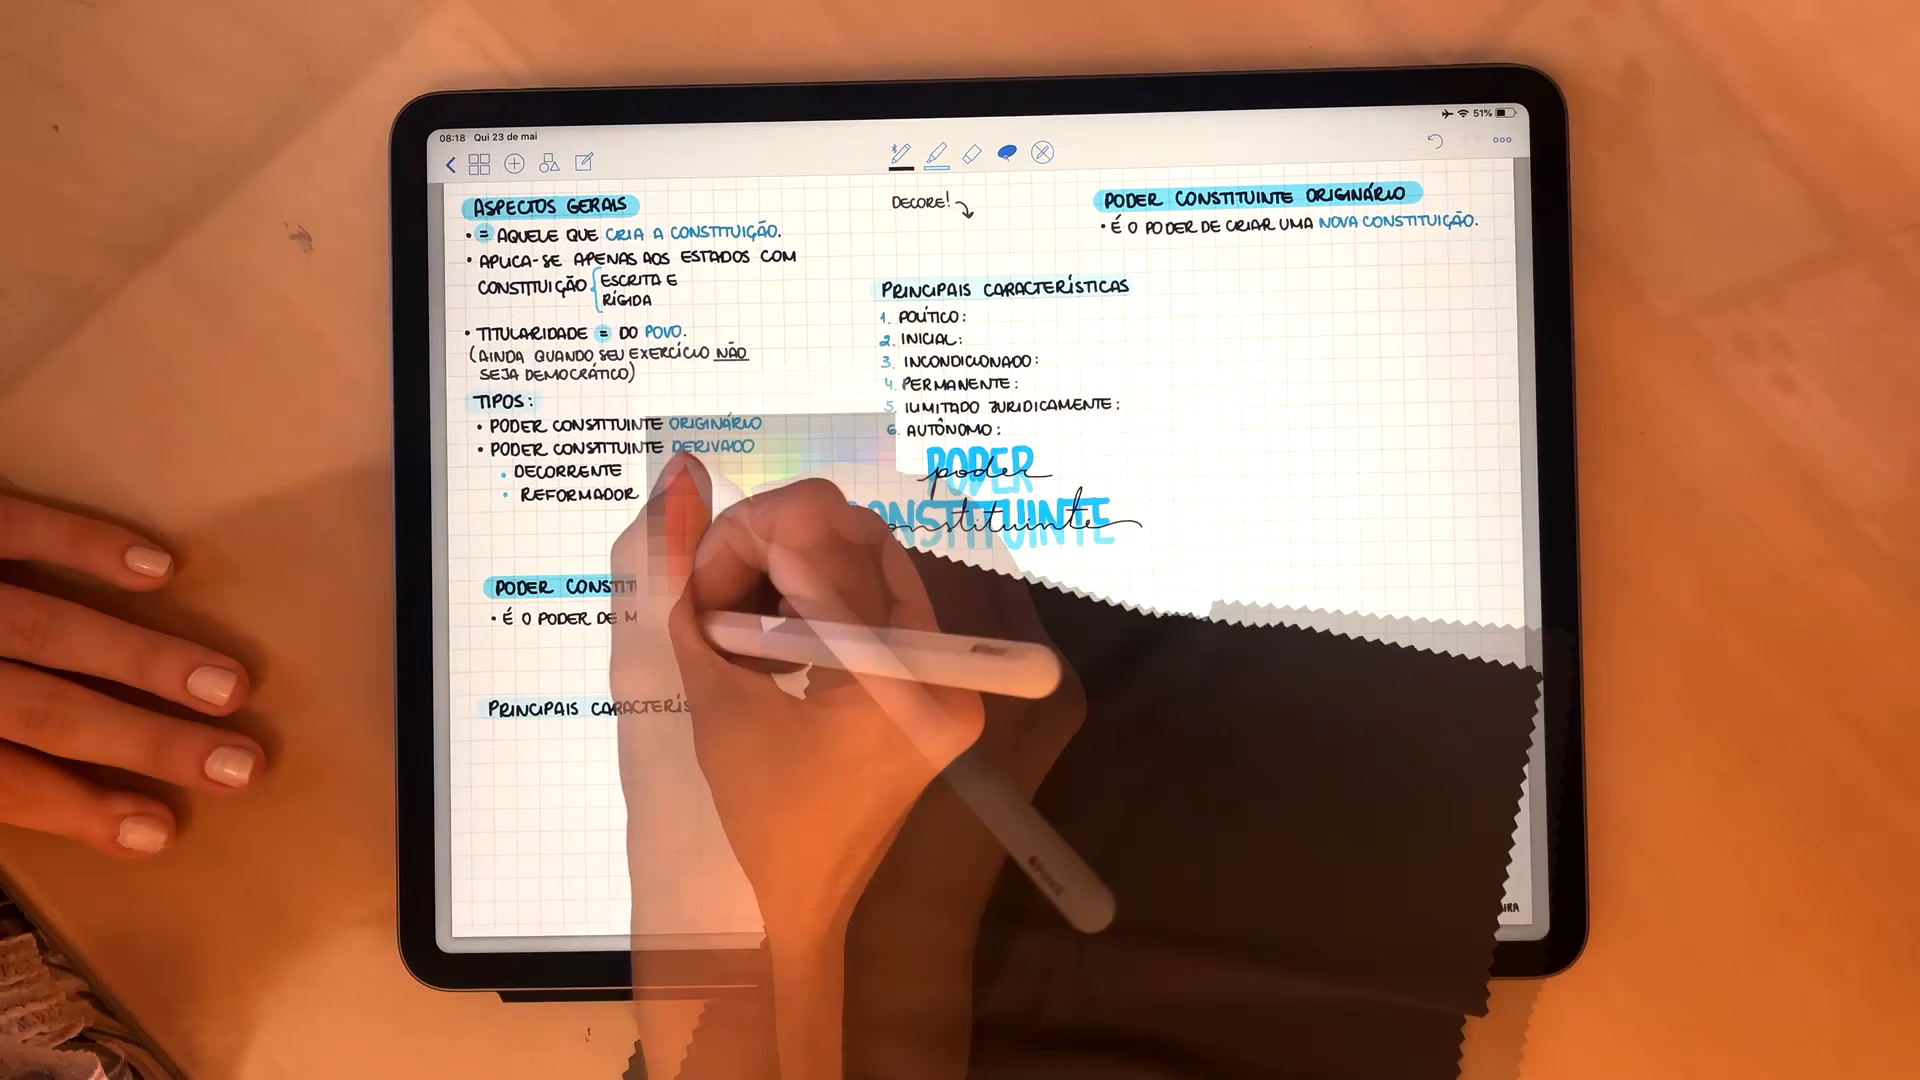 08:18 Qui 23 de mai
51%
ASPECTOS GERAIS
• = AQUELE QUE CRIA A CONSTITUIÇÃO.
• APLICA-SE APENAS AOS ESTADOS COM
CONSTITUIÇÃO { ESCRITA E
RÍGIDA
• TITULARIDADE = DO POVO.
(AINDA QUANDO SEU EXERCÍCIO NÃO
SEJA DEMOCRÁTICO)
TIPOS:
• PODER CONSTITUINTE ORIGINÁRIO
• PODER CONSTITUINTE DERIVADO
• DECORRENTE
• REFORMADOR
PODER CONSTIT
• É O PODER DE M
PRINCIPAIS CARACTERÍS
DECORE!
PRINCIPAIS CARACTERÍSTICAS
1. POLÍTICO:
2. INICIAL:
3. INCONDICIONADO:
4. PERMANENTE:
5. ILIMITADO JURIDICAMENTE:
6. AUTÔNOMO:
PODER
poder
ONSTITUINTE
onstituinte
PODER CONSTITUINTE ORIGINÁRIO
• É O PODER DE CRIAR UMA NOVA CONSTITUIÇÃO.